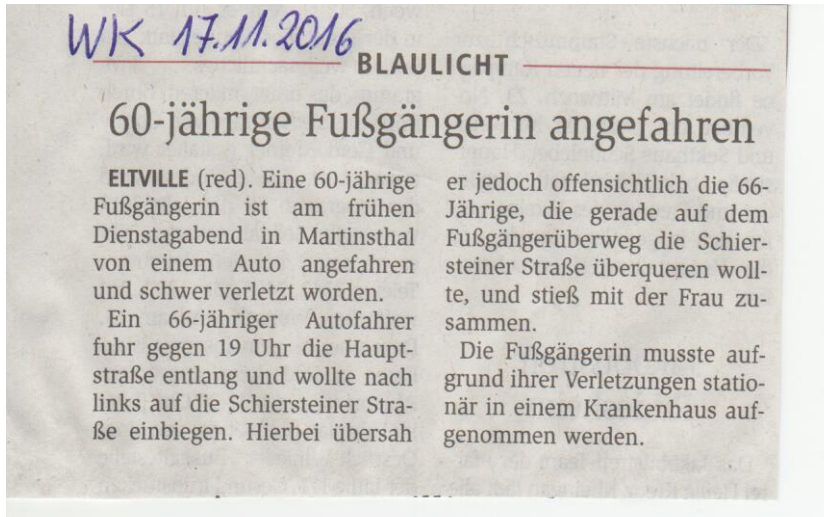 WK 17.11.2016
BLAULICHT
60-jährige Fußgängerin angefahren
ELTVILLE (red). Eine 60-jährige
Fußgängerin ist am frühen
Dienstagabend in Martinsthal
von einem Auto angefahren
und schwer verletzt worden.
Ein 66-jähriger Autofahrer
fuhr gegen 19 Uhr die Haupt-
straße entlang und wollte nach
links auf die Schiersteiner Stra-
ße einbiegen. Hierbei übersah
er jedoch offensichtlich die 66-
Jährige, die gerade auf dem
Fußgängerüberweg die Schier-
steiner Straße überqueren woll-
te, und stieß mit der Frau zu-
sammen.
Die Fußgängerin musste auf-
grund ihrer Verletzungen statio-
när in einem Krankenhaus auf-
genommen werden.